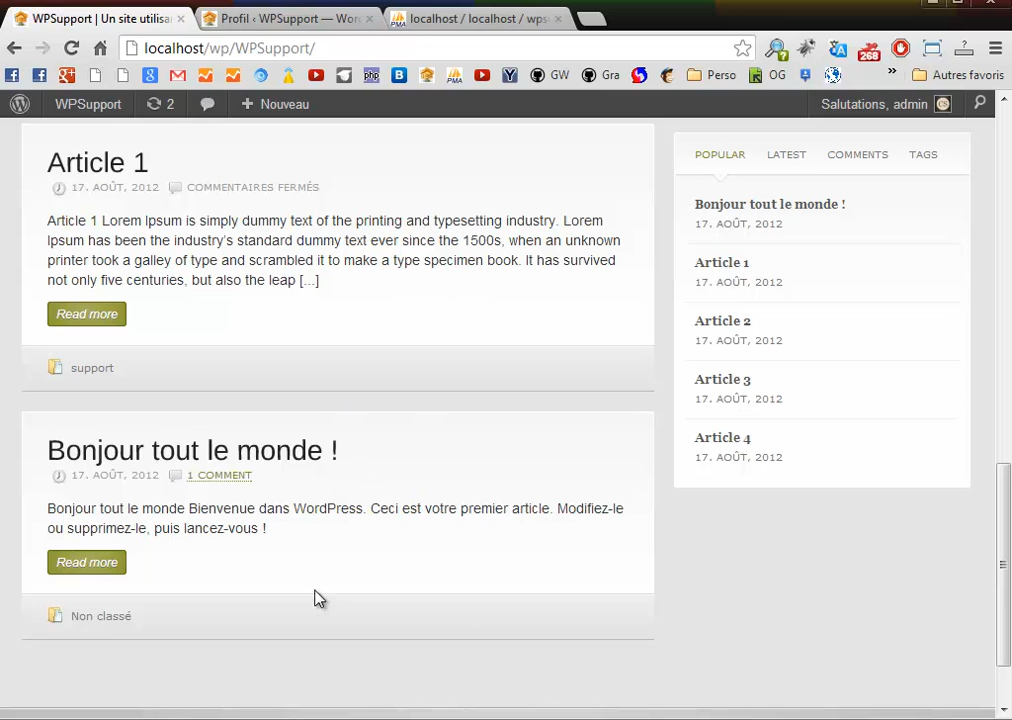 WPSupport | Un site utilisa
Profil ‹ WPSupport — Wor
localhost / localhost / wps
localhost/wp/WPSupport/
268
php
B
GW
Gra
Perso
OG
»
Autres favoris
WPSupport
2
Nouveau
Salutations, admin
Article 1
17. AOÛT, 2012
COMMENTAIRES FERMÉS
Article 1 Lorem Ipsum is simply dummy text of the printing and typesetting industry. Lorem
Ipsum has been the industry's standard dummy text ever since the 1500s, when an unknown
printer took a galley of type and scrambled it to make a type specimen book. It has survived
not only five centuries, but also the leap [...]
Read more
support
Bonjour tout le monde !
17. AOÛT, 2012
1 COMMENT
Bonjour tout le monde Bienvenue dans WordPress. Ceci est votre premier article. Modifiez-le
ou supprimez-le, puis lancez-vous !
Read more
Non classé
POPULAR
LATEST
COMMENTS
TAGS
Bonjour tout le monde !
17. AOÛT, 2012
Article 1
17. AOÛT, 2012
Article 2
17. AOÛT, 2012
Article 3
17. AOÛT, 2012
Article 4
17. AOÛT, 2012